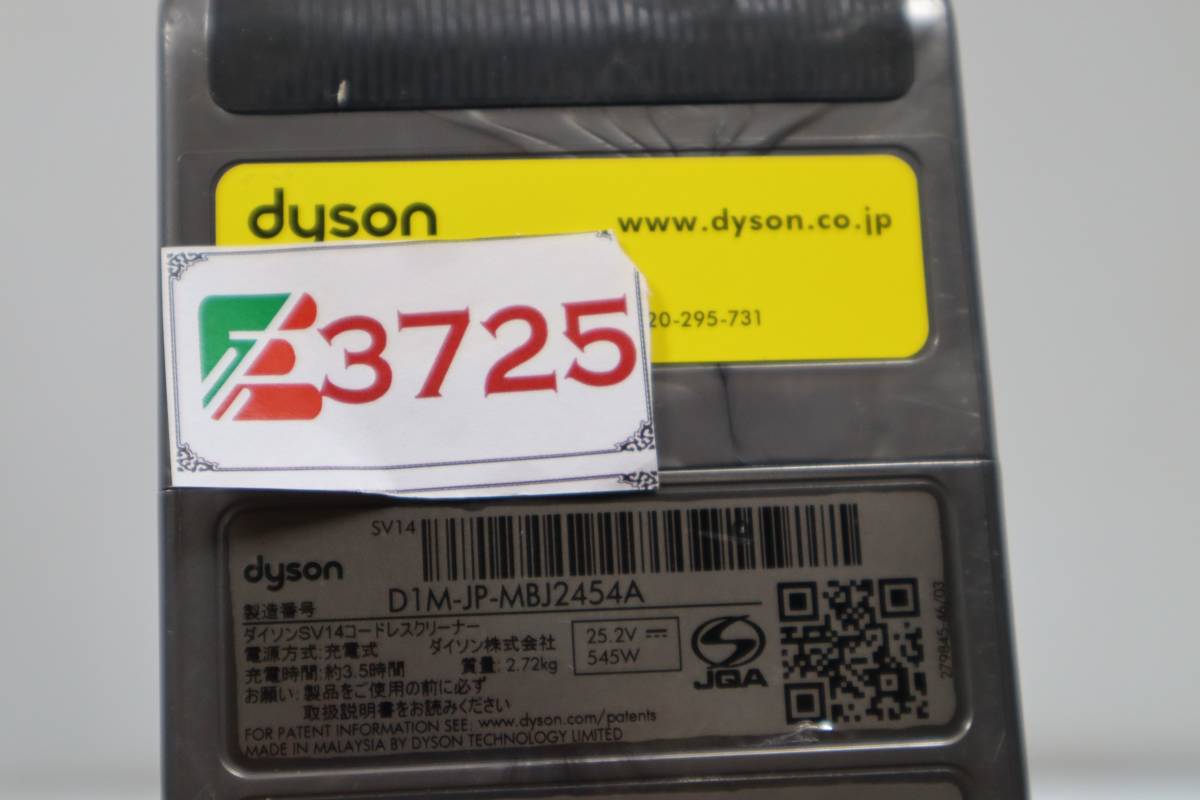 dyson
www.dyson.co.jp
20-295-731
3725
SV14
dyson
製造番号
D1M-JP-MBJ2454A
ダイソンSV14コードレスクリーナー
電源方式:充電式 ダイソン株式会社
充電時間:約3.5時間 質量:2.72kg
お願い:製品をご使用の前に必ず
取扱説明書をお読みください
FOR PATENT INFORMATION SEE: www.dyson.com/patents
MADE IN MALAYSIA BY DYSON TECHNOLOGY LIMITED
25.2V ⎓
545W
JQA
279845-46/03